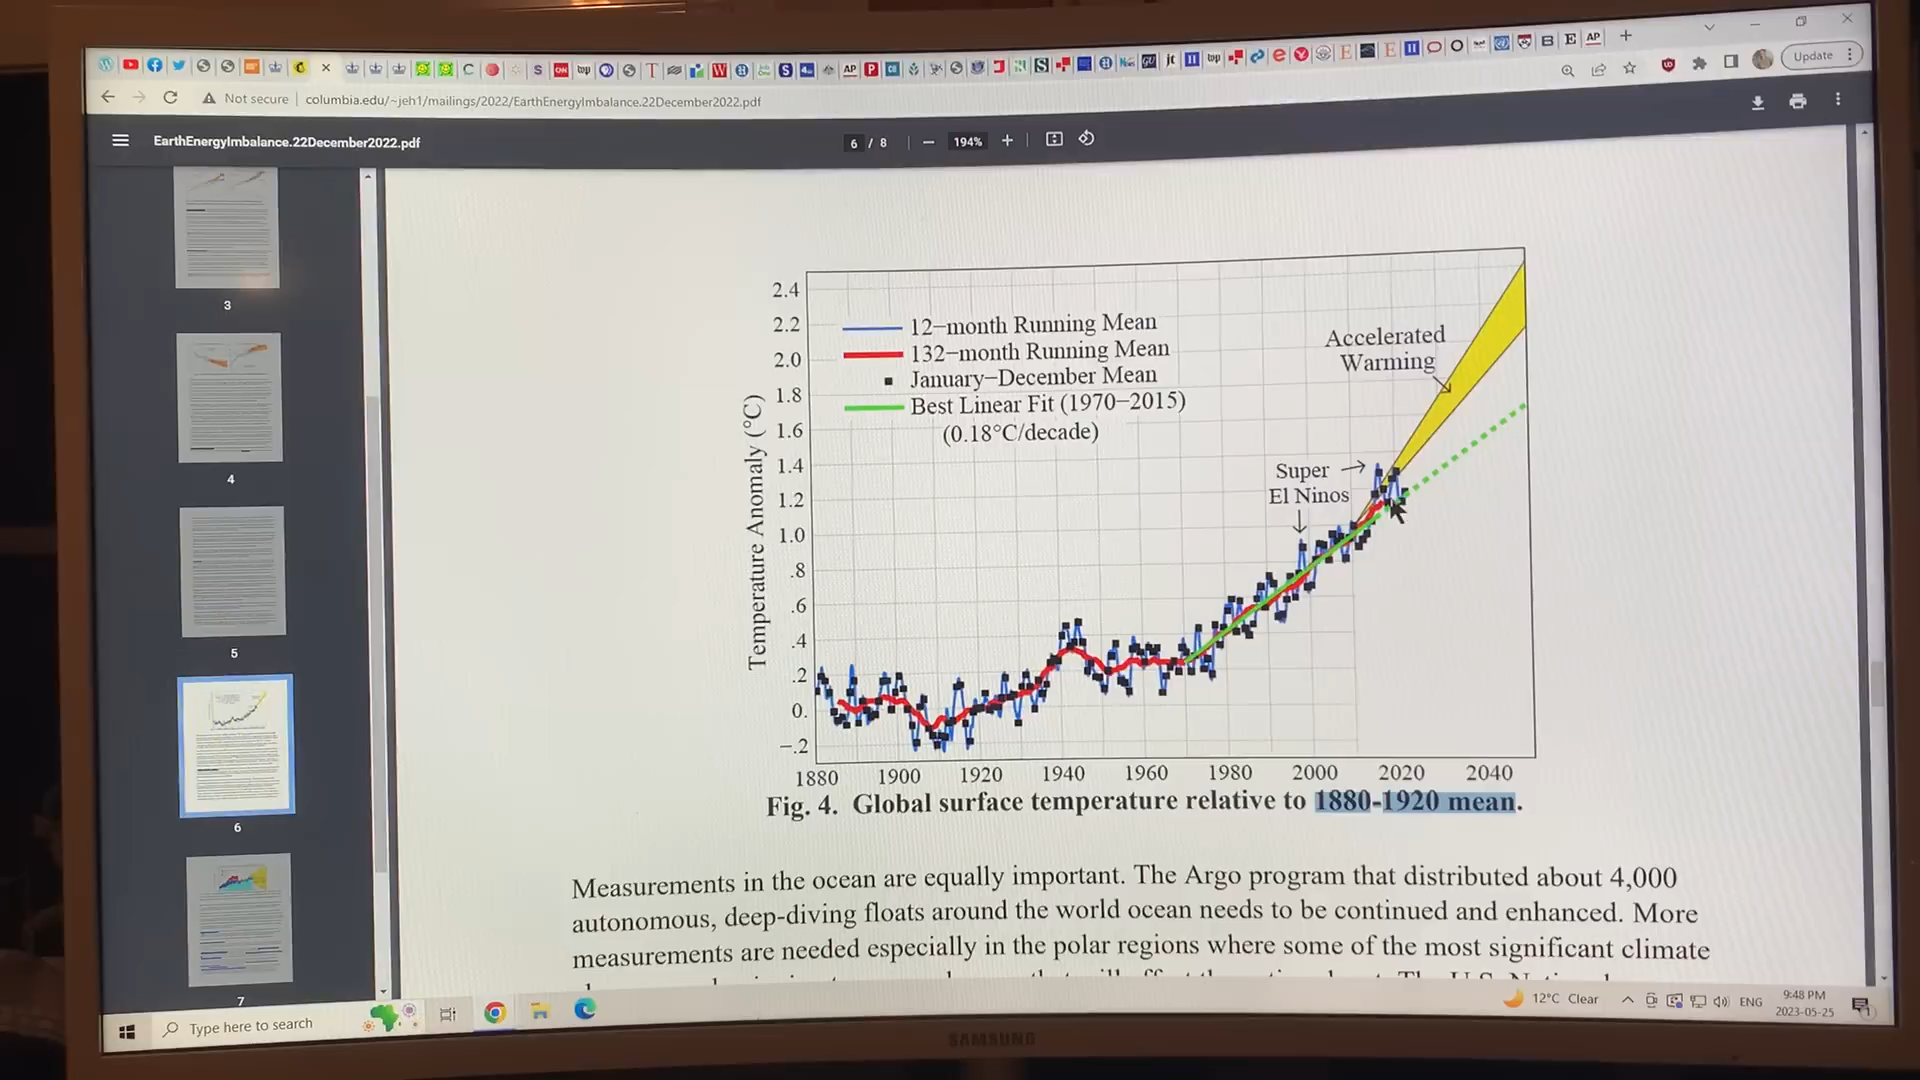 Update
Not secure | columbia.edu/~jeh1/mailings/2022/EarthEnergyImbalance.22December2022.pdf
EarthEnergyImbalance.22December2022.pdf
6 / 8
194%
3
4
5
6
7
2.4
2.2
2.0
1.8
1.6
1.4
1.2
1.0
.8
.6
.4
.2
0.
-.2
Temperature Anomaly (°C)
12-month Running Mean
132-month Running Mean
January-December Mean
Best Linear Fit (1970-2015)
(0.18°C/decade)
Accelerated
Warming
Super
El Ninos
1880 1900 1920 1940 1960 1980 2000 2020 2040
Fig. 4. Global surface temperature relative to 1880-1920 mean.
Measurements in the ocean are equally important. The Argo program that distributed about 4,000
autonomous, deep-diving floats around the world ocean needs to be continued and enhanced. More
measurements are needed especially in the polar regions where some of the most significant climate
Type here to search
12°C Clear
ENG
9:48 PM
2023-05-25
SAMSUNG